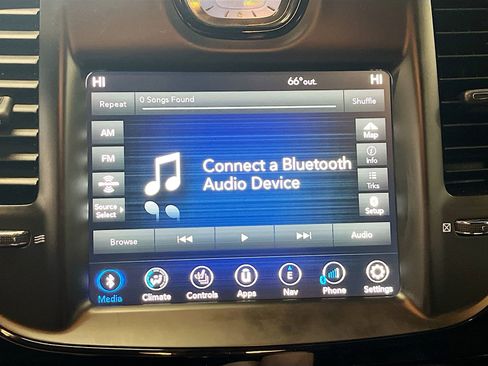 HI 66° out. HI
Repeat 0 Songs Found Shuffle
AM
FM
Source
Select
Connect a Bluetooth
Audio Device
Map
i
Info
Trks
Setup
Browse Audio
E
Media Climate Controls Apps Nav Phone Settings